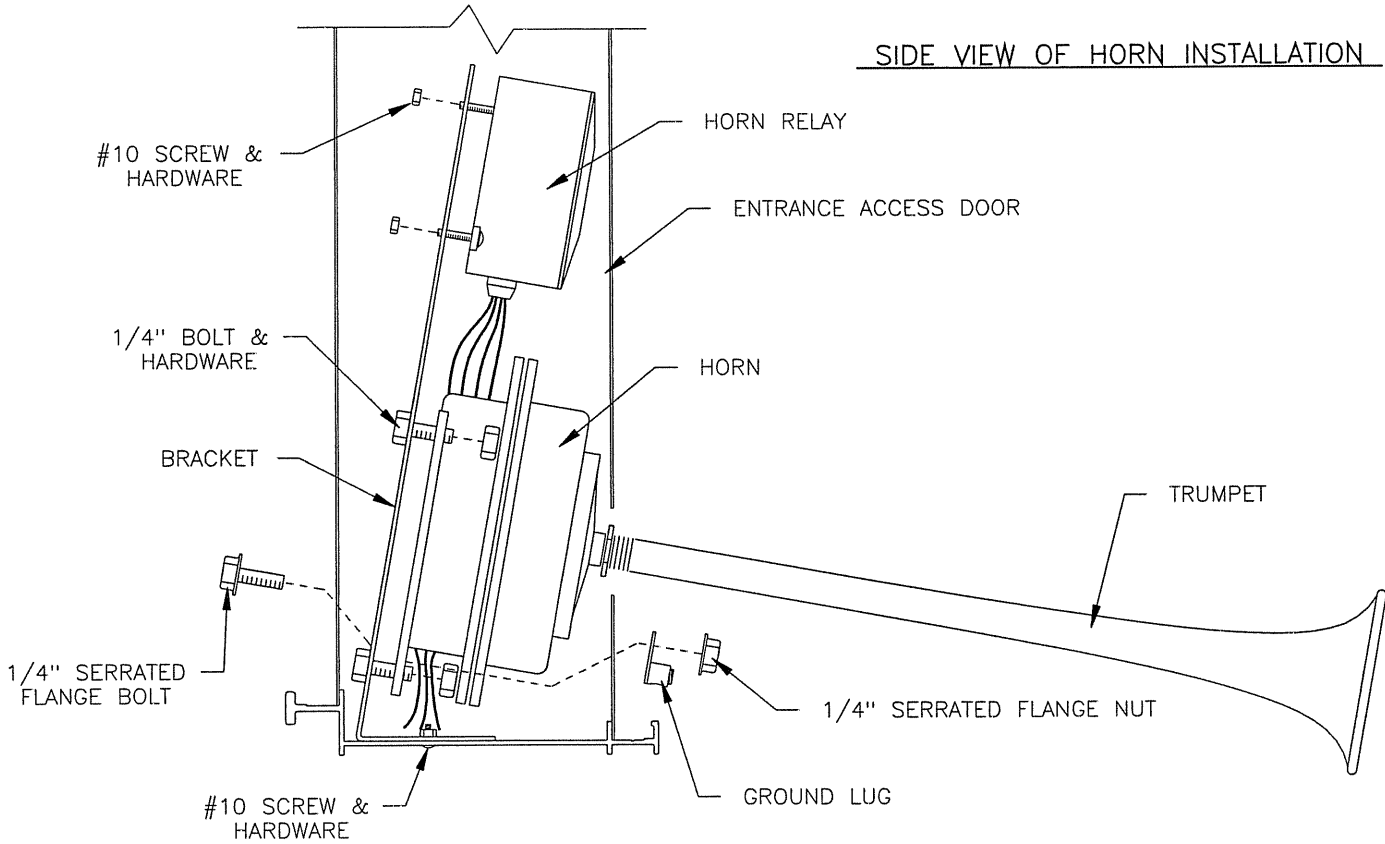 SIDE VIEW OF HORN INSTALLATION
HORN RELAY
#10 SCREW &
HARDWARE
ENTRANCE ACCESS DOOR
1/4" BOLT &
HARDWARE
HORN
BRACKET
TRUMPET
1/4" SERRATED
FLANGE BOLT
1/4" SERRATED FLANGE NUT
GROUND LUG
#10 SCREW &
HARDWARE